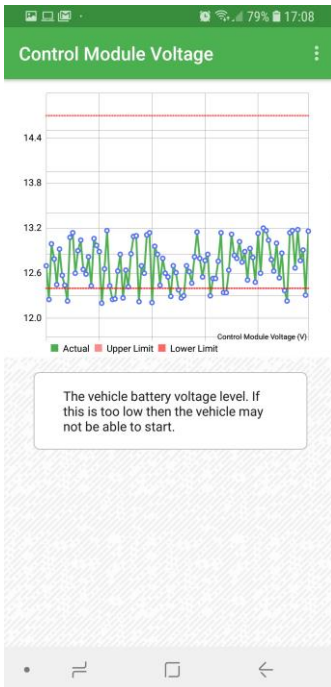 79% 17:08
Control Module Voltage
14.4
13.8
13.2
12.6
12.0
Control Module Voltage (V)
Actual Upper Limit Lower Limit
The vehicle battery voltage level. If
this is too low then the vehicle may
not be able to start.